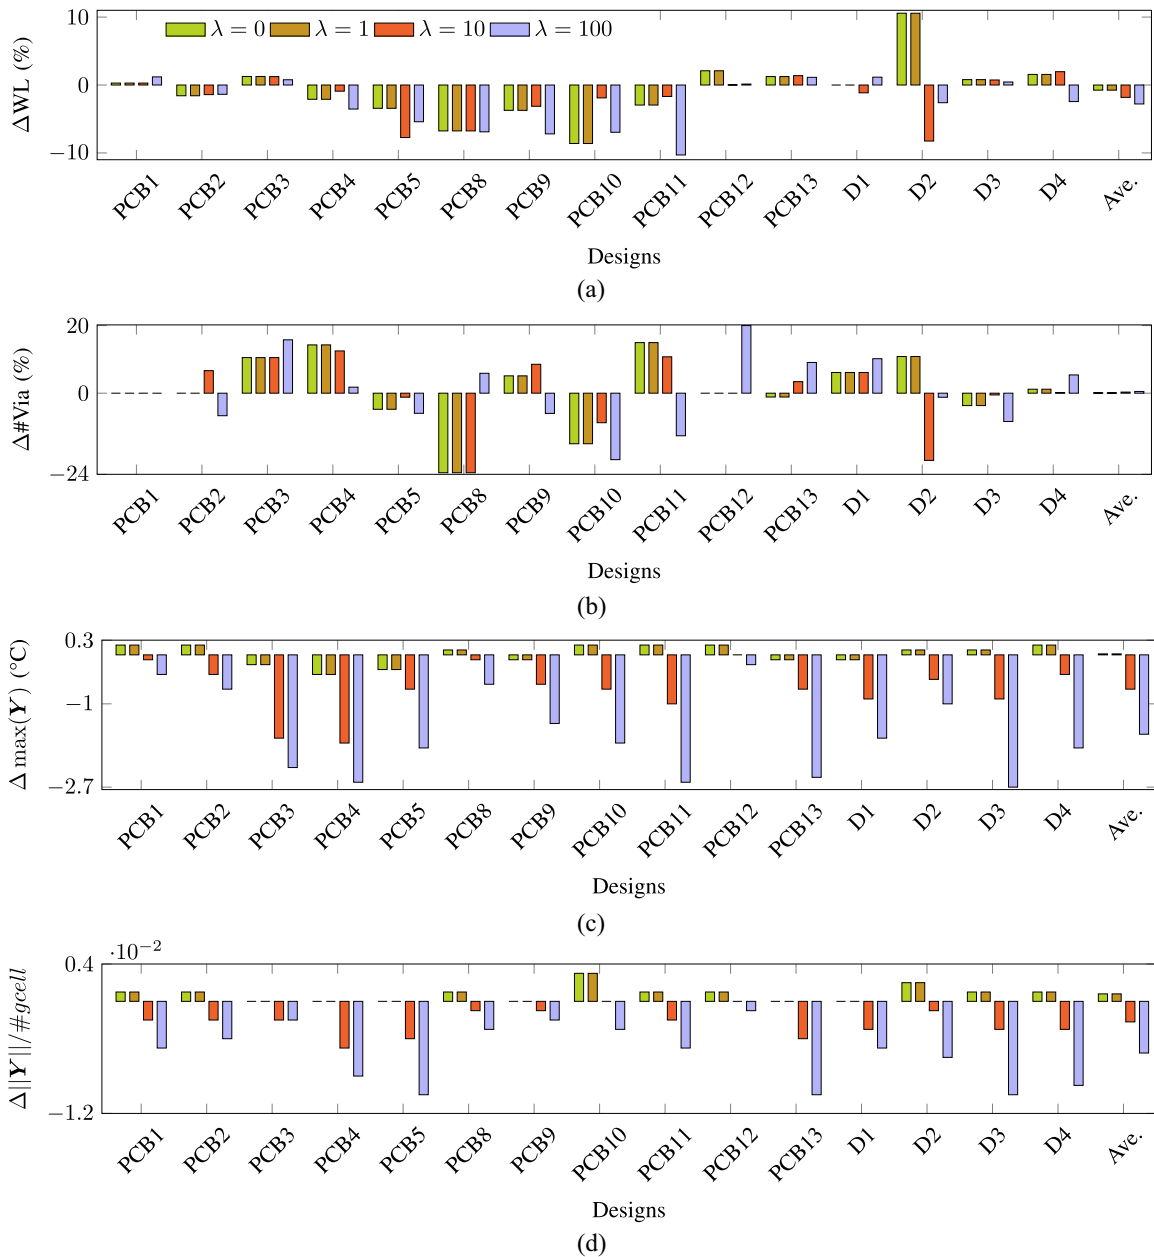 10
0
−10
ΔWL (%)
λ = 0 λ = 1 λ = 10 λ = 100
PCB1 PCB2 PCB3 PCB4 PCB5 PCB8 PCB9 PCB10 PCB11 PCB12 PCB13 D1 D2 D3 D4 Ave.
Designs
(a)
20
0
−24
Δ#Via (%)
PCB1 PCB2 PCB3 PCB4 PCB5 PCB8 PCB9 PCB10 PCB11 PCB12 PCB13 D1 D2 D3 D4 Ave.
Designs
(b)
0.3
−1
−2.7
Δ max(Y) (°C)
PCB1 PCB2 PCB3 PCB4 PCB5 PCB8 PCB9 PCB10 PCB11 PCB12 PCB13 D1 D2 D3 D4 Ave.
Designs
(c)
·10−2
0.4
−1.2
Δ||Y||/#gcell
PCB1 PCB2 PCB3 PCB4 PCB5 PCB8 PCB9 PCB10 PCB11 PCB12 PCB13 D1 D2 D3 D4 Ave.
Designs
(d)